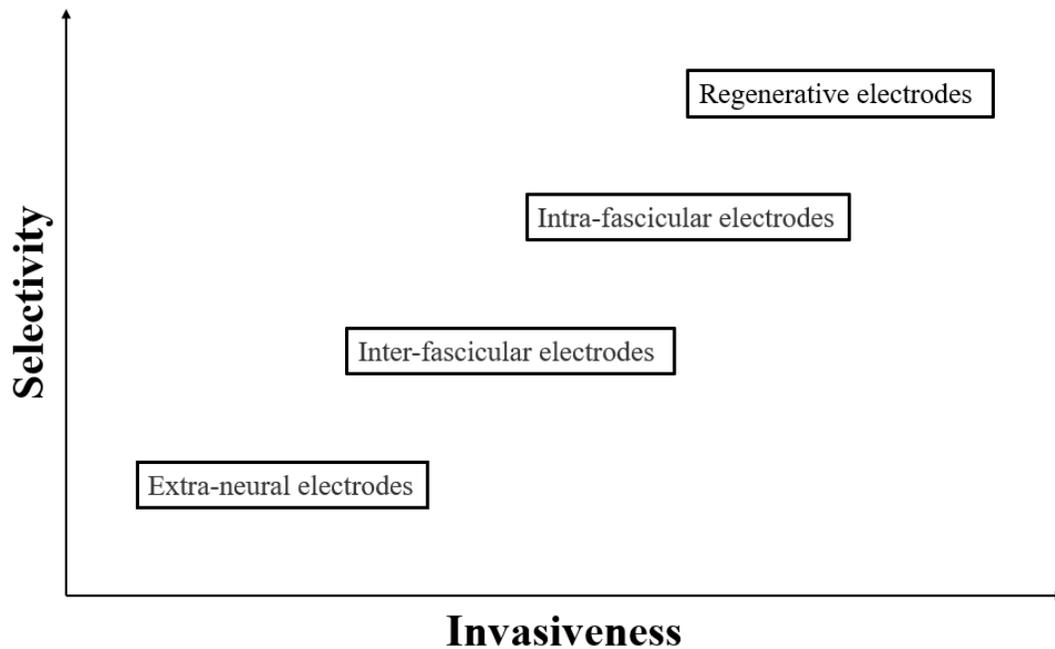 Regenerative electrodes
Intra-fascicular electrodes
Selectivity
Inter-fascicular electrodes
Extra-neural electrodes
Invasiveness